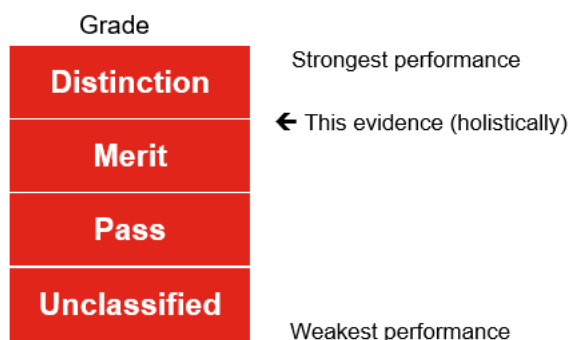 Grade
Strongest performance
Distinction
← This evidence (holistically)
Merit
Pass
Unclassified
Weakest performance